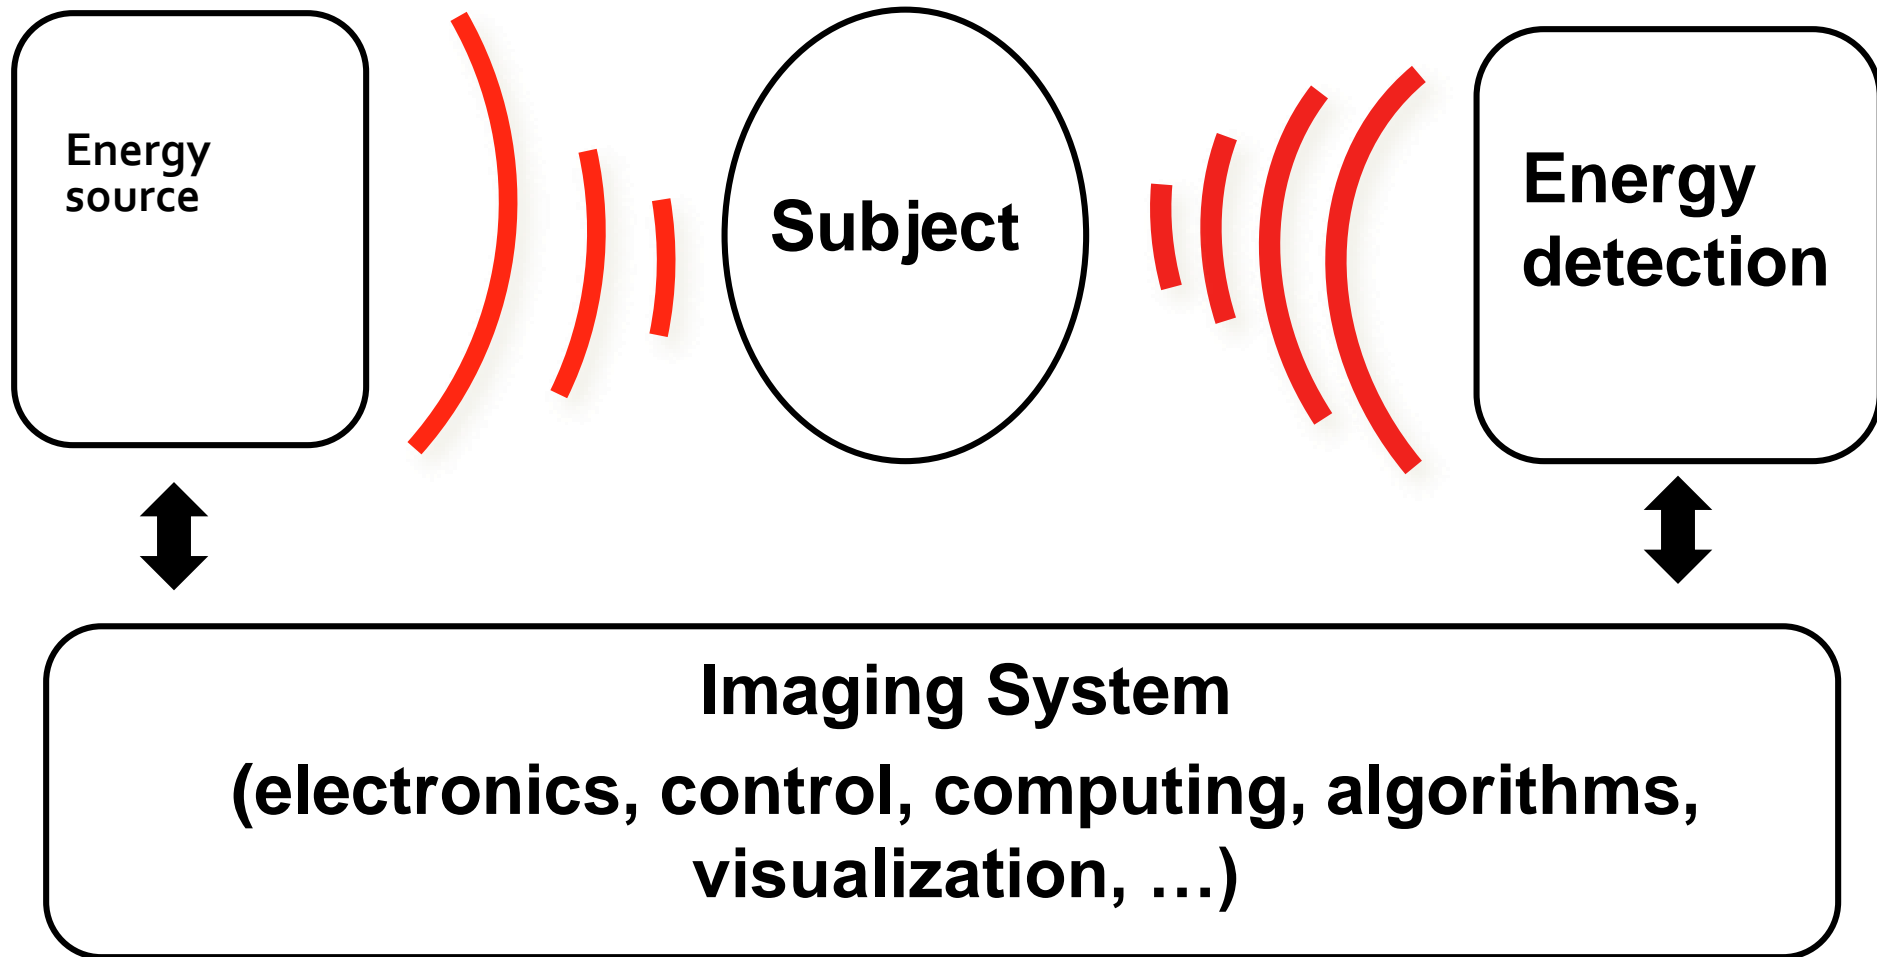 Energy
source
Subject
Energy
detection
Imaging System
(electronics, control, computing, algorithms,
visualization, …)